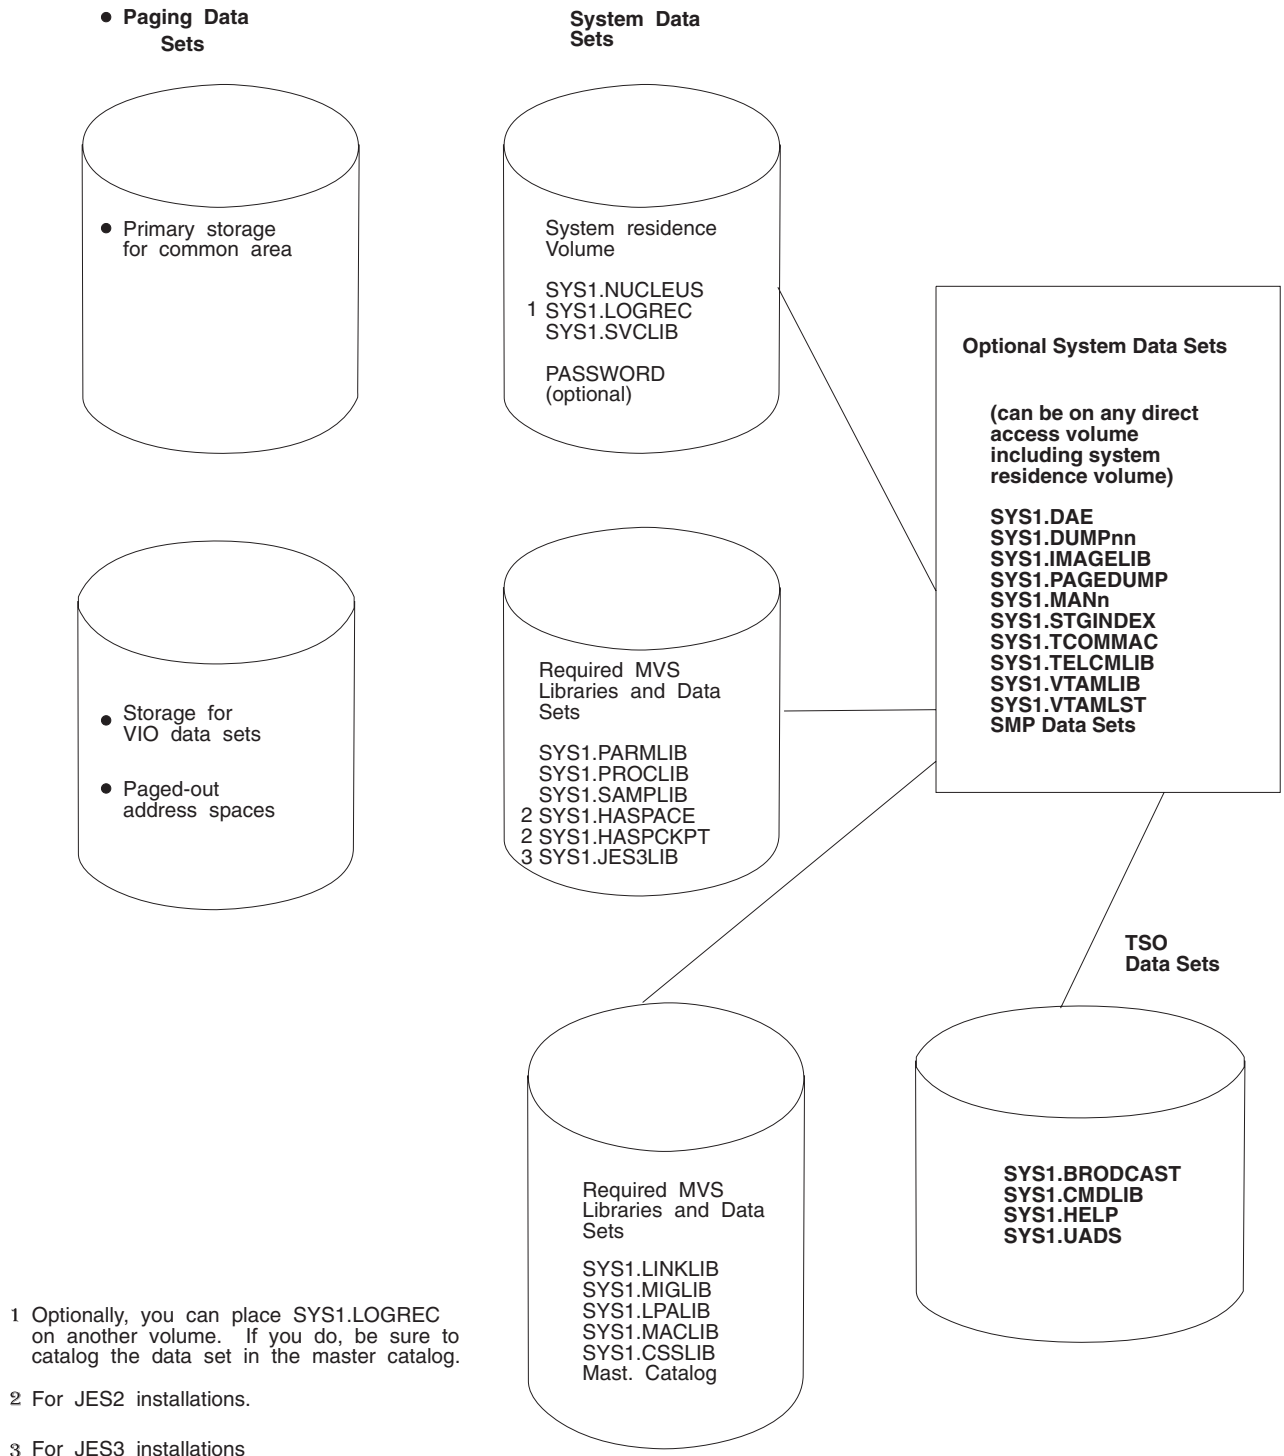 ● Paging Data
Sets
System Data
Sets
● Primary storage
for common area
System residence
Volume
SYS1.NUCLEUS
1 SYS1.LOGREC
SYS1.SVCLIB
PASSWORD
(optional)
Optional System Data Sets
(can be on any direct
access volume
including system
residence volume)
SYS1.DAE
SYS1.DUMPnn
SYS1.IMAGELIB
SYS1.PAGEDUMP
SYS1.MANn
SYS1.STGINDEX
SYS1.TCOMMAC
SYS1.TELCMLIB
SYS1.VTAMLIB
SYS1.VTAMLST
SMP Data Sets
● Storage for
VIO data sets
● Paged-out
address spaces
Required MVS
Libraries and Data
Sets
SYS1.PARMLIB
SYS1.PROCLIB
SYS1.SAMPLIB
2 SYS1.HASPACE
2 SYS1.HASPCKPT
3 SYS1.JES3LIB
TSO
Data Sets
SYS1.BRODCAST
SYS1.CMDLIB
SYS1.HELP
SYS1.UADS
Required MVS
Libraries and Data
Sets
SYS1.LINKLIB
SYS1.MIGLIB
SYS1.LPALIB
SYS1.MACLIB
SYS1.CSSLIB
Mast. Catalog
1 Optionally, you can place SYS1.LOGREC
on another volume. If you do, be sure to
catalog the data set in the master catalog.
2 For JES2 installations.
3 For JES3 installations